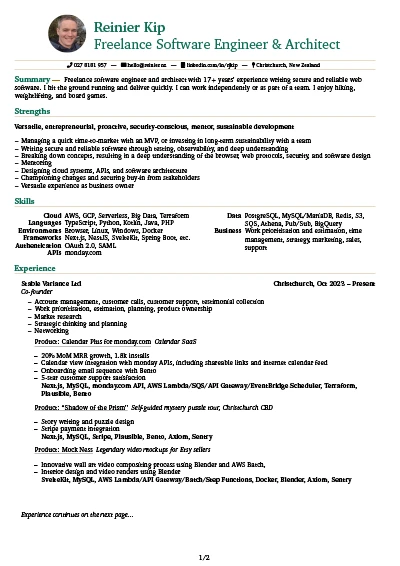 Reinier Kip
Freelance Software Engineer & Architect
027 8181 957 — hello@reinier.nn — linkedin.com/in/rjkip — Christchurch, New Zealand
Summary — Freelance software engineer and architect with 17+ years' experience writing secure and reliable web
software. I hit the ground running and deliver quickly. I can work independently or as part of a team. I enjoy hiking,
weightlifting, and board games.
Strengths
Versatile, entrepreneurial, proactive, security-conscious, mentor, sustainable development
– Managing a quick time-to-market with an MVP, or investing in long-term sustainability with a team
– Writing secure and reliable software through testing, observability, and deep understanding
– Breaking down concepts, resulting in a deep understanding of the browser, web protocols, security, and software design
– Mentoring
– Designing cloud systems, APIs, and software architecture
– Championing changes and securing buy-in from stakeholders
– Versatile experience as business owner
Skills
Cloud AWS, GCP, Serverless, Big Data, Terraform
Languages TypeScript, Python, Kotlin, Java, PHP
Environments Browser, Linux, Windows, Docker
Frameworks Next.js, NestJS, SvelteKit, Spring Boot, etc.
Authentication OAuth 2.0, SAML
APIs monday.com
Data PostgreSQL, MySQL/MariaDB, Redis, S3,
SQS, Athena, Pub/Sub, BigQuery
Business Work prioritisation and estimation, time
management, strategy, marketing, sales,
support
Experience
Stable Variance Ltd Christchurch, Oct 2023 – Present
Co-founder
– Account management, customer calls, customer support, testimonial collection
– Work prioritisation, estimation, planning, product ownership
– Market research
– Strategic thinking and planning
– Networking
Product: Calendar Plus for monday.com Calendar SaaS
– 20% MoM MRR growth, 1.8k installs
– Calendar view integration with monday APIs, including shareable links and internet calendar feed
– Onboarding email sequence with Bento
– 5-star customer support satisfaction
Next.js, MySQL, monday.com API, AWS Lambda/SQS/API Gateway/EventBridge Scheduler, Terraform,
Plausible, Bento
Product: "Shadow of the Prism" Self-guided mystery puzzle tour, Christchurch CBD
– Story writing and puzzle design
– Stripe payment integration
Next.js, MySQL, Stripe, Plausible, Bento, Axiom, Sentry
Product: Mock Ness Legendary video mockups for Etsy sellers
– Innovative wall art video compositing process using Blender and AWS Batch,
– Interior design and video renders using Blender
SvelteKit, MySQL, AWS Lambda/API Gateway/Batch/Step Functions, Docker, Blender, Axiom, Sentry
Experience continues on the next page...
1/2